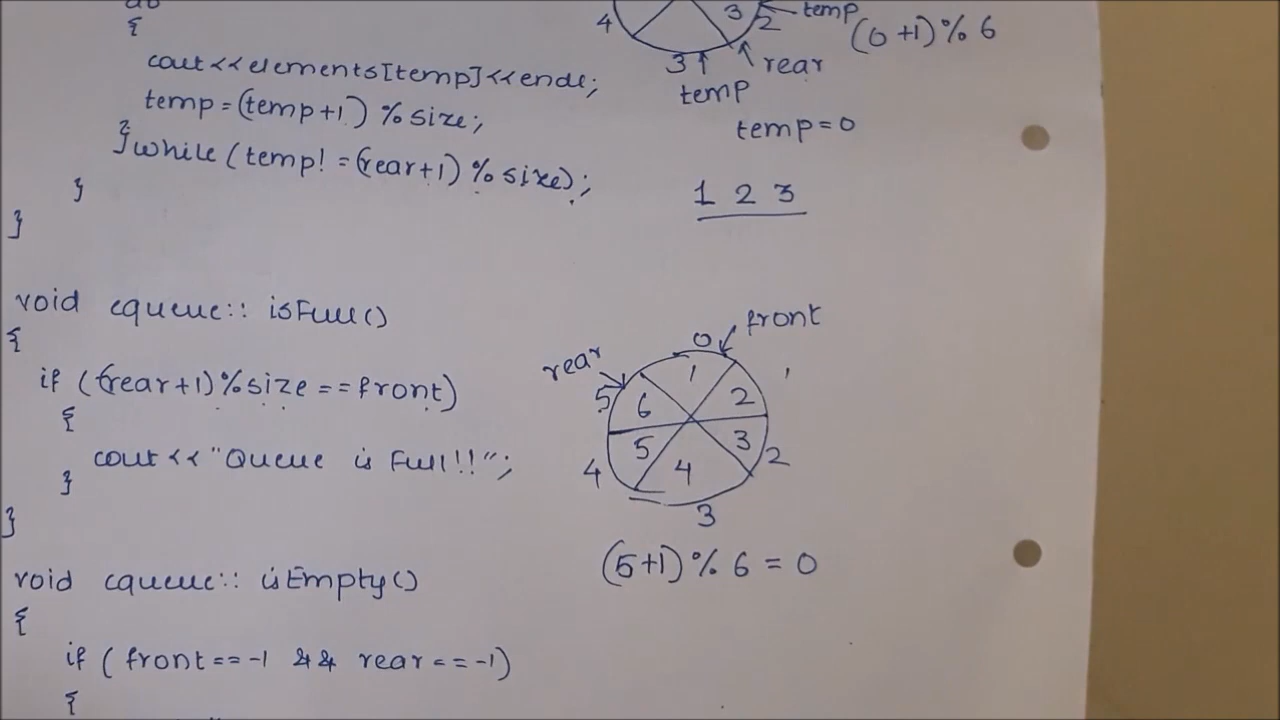 do
{
cout<<elements[temp]<<endl;
temp=(temp+1) % size;
}while(temp! =(rear+1) % size);
}
}
4 3 2 temp (0+1)% 6
3 rear
temp
temp=0
1 2 3
void cqueue:: isFull()
{
if ((rear+1)%size==front)
{
cout<< "Queue is Full!!";
}
}
rear 0 front
5 6 1 2 1
5 3
4 4 2
3
(5+1)% 6 = 0
void cqueue:: isEmpty()
{
if ( front==-1 && rear==-1)
{